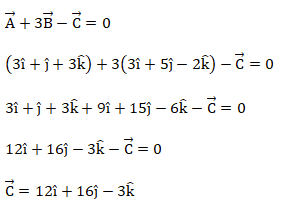 A⃗ + 3B⃗ − C⃗ = 0
(3î + ĵ + 3k̂) + 3(3î + 5ĵ − 2k̂) − C⃗ = 0
3î + ĵ + 3k̂ + 9î + 15ĵ − 6k̂ − C⃗ = 0
12î + 16ĵ − 3k̂ − C⃗ = 0
C⃗ = 12î + 16ĵ − 3k̂